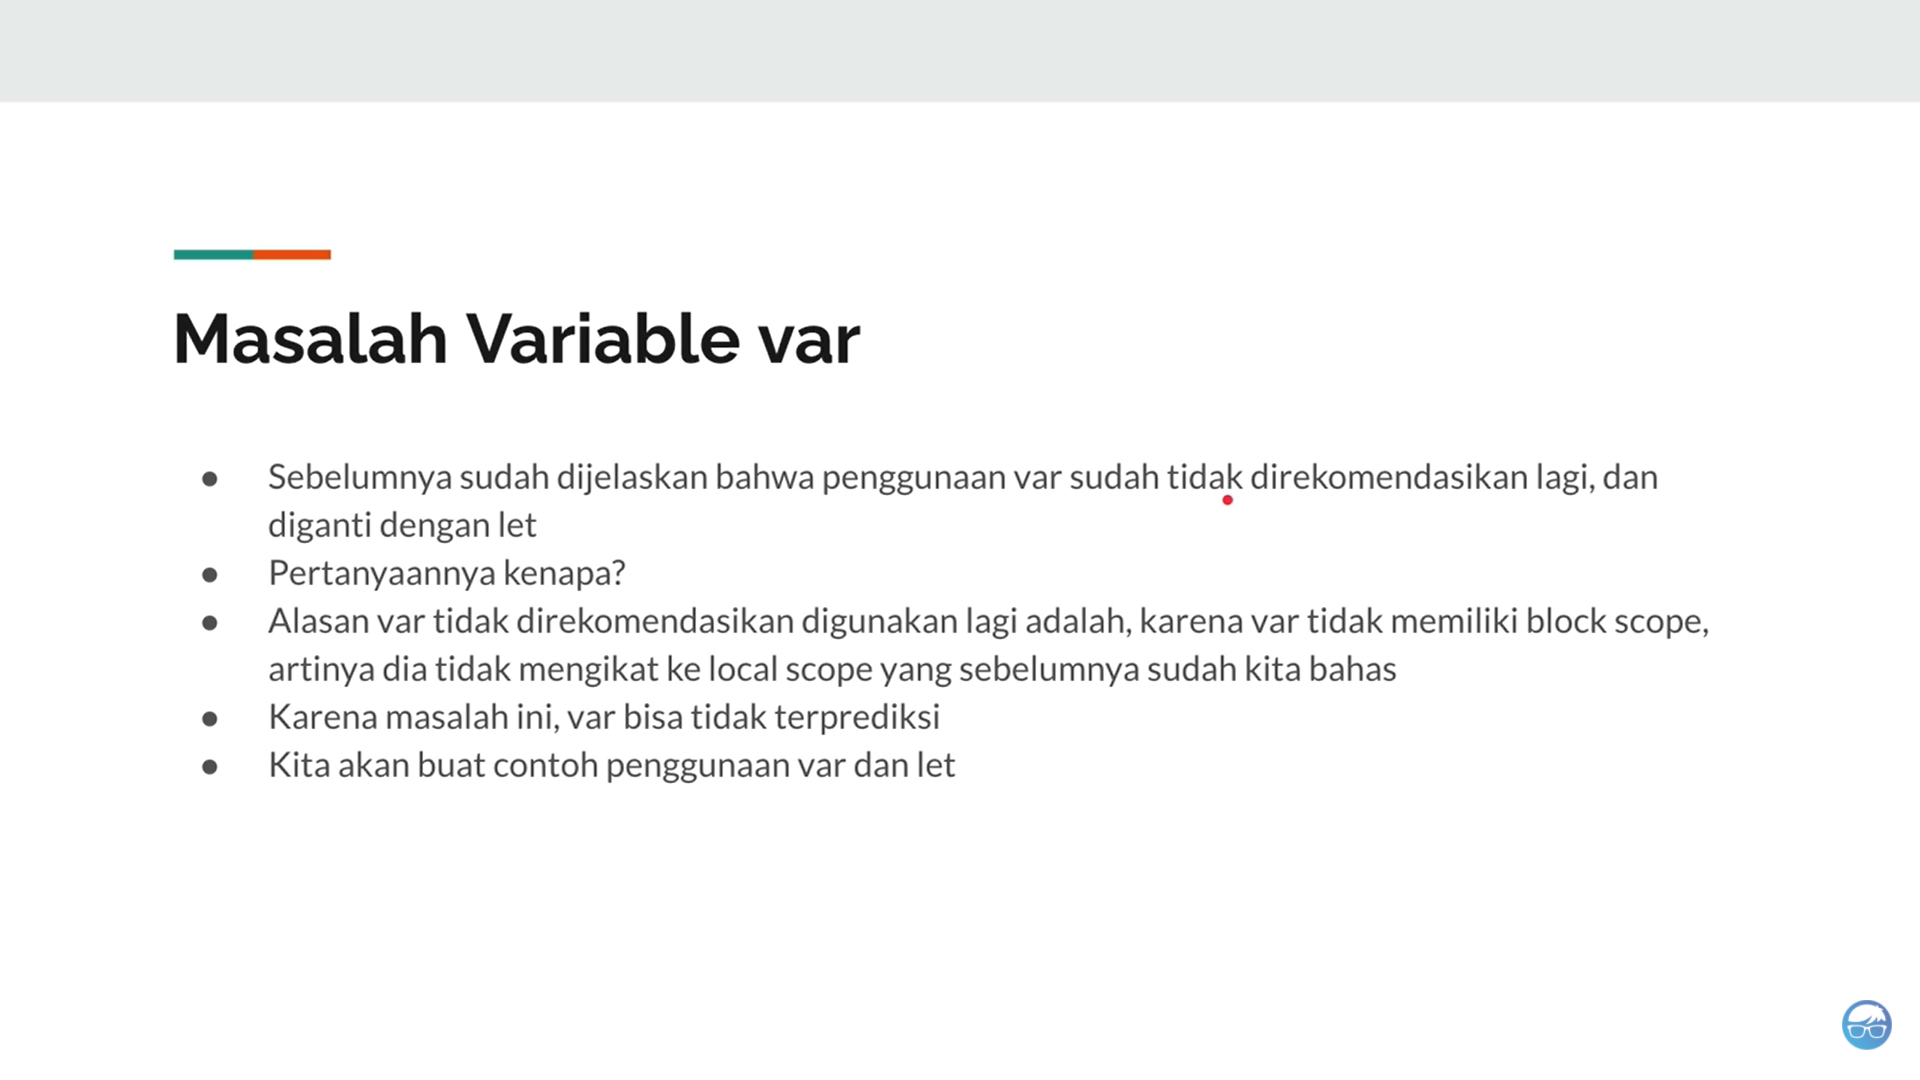 Masalah Variable var
● Sebelumnya sudah dijelaskan bahwa penggunaan var sudah tidak direkomendasikan lagi, dan
diganti dengan let
● Pertanyaannya kenapa?
● Alasan var tidak direkomendasikan digunakan lagi adalah, karena var tidak memiliki block scope,
artinya dia tidak mengikat ke local scope yang sebelumnya sudah kita bahas
● Karena masalah ini, var bisa tidak terprediksi
● Kita akan buat contoh penggunaan var dan let